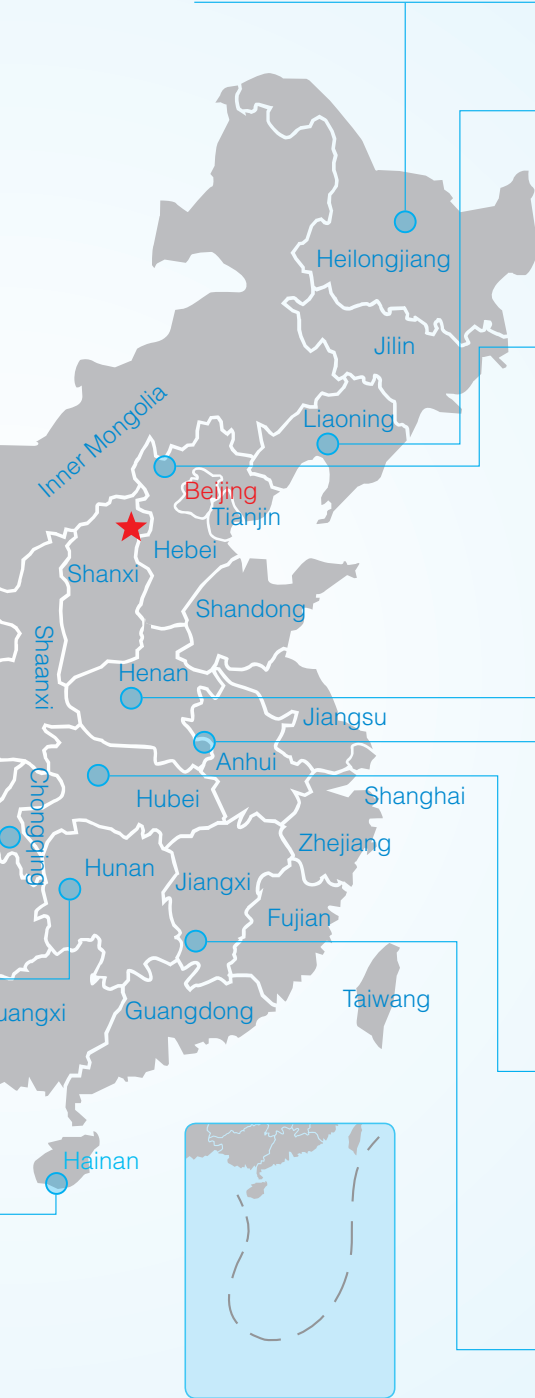 Heilongjiang
Jilin
Inner Mongolia
Liaoning
Beijing
Tianjin
Hebei
Shanxi
Shandong
Shaanxi
Henan
Jiangsu
Anhui
Chongqing
Hubei
Shanghai
Zhejiang
Hunan
Jiangxi
Fujian
uangxi
Guangdong
Taiwang
Hainan